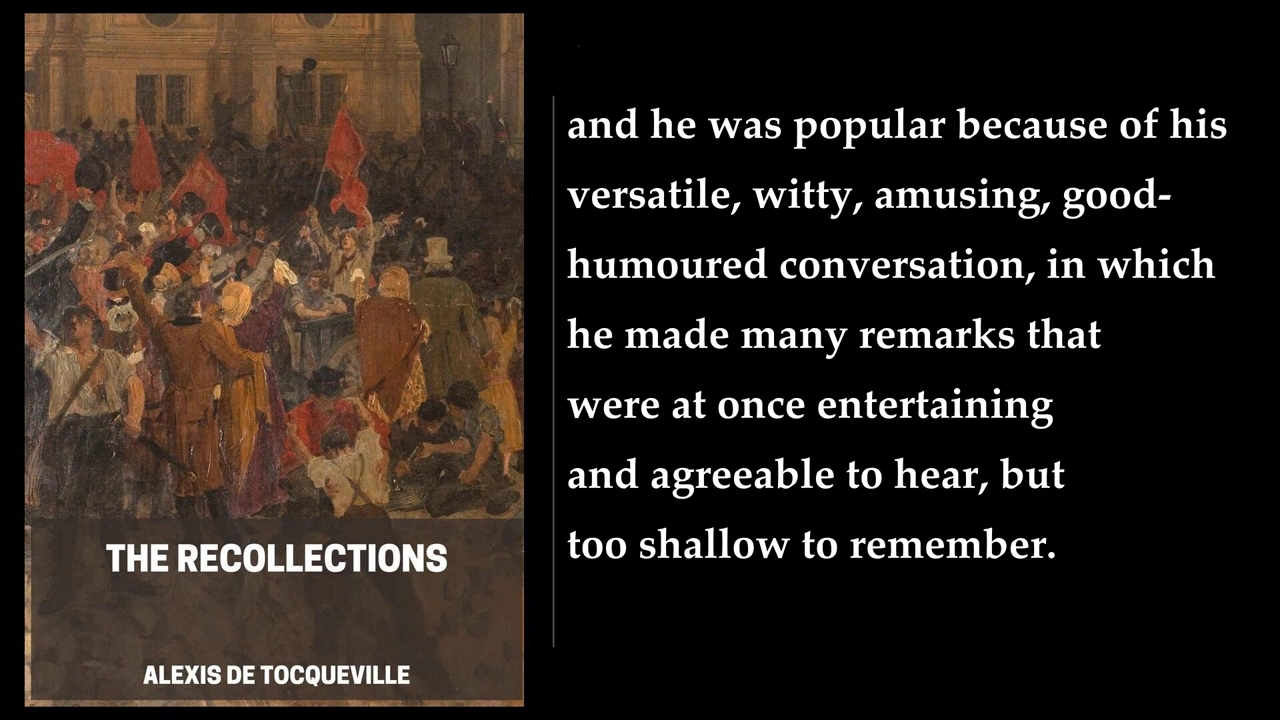 THE RECOLLECTIONS
ALEXIS DE TOCQUEVILLE
and he was popular because of his
versatile, witty, amusing, good-
humoured conversation, in which
he made many remarks that
were at once entertaining
and agreeable to hear, but
too shallow to remember.